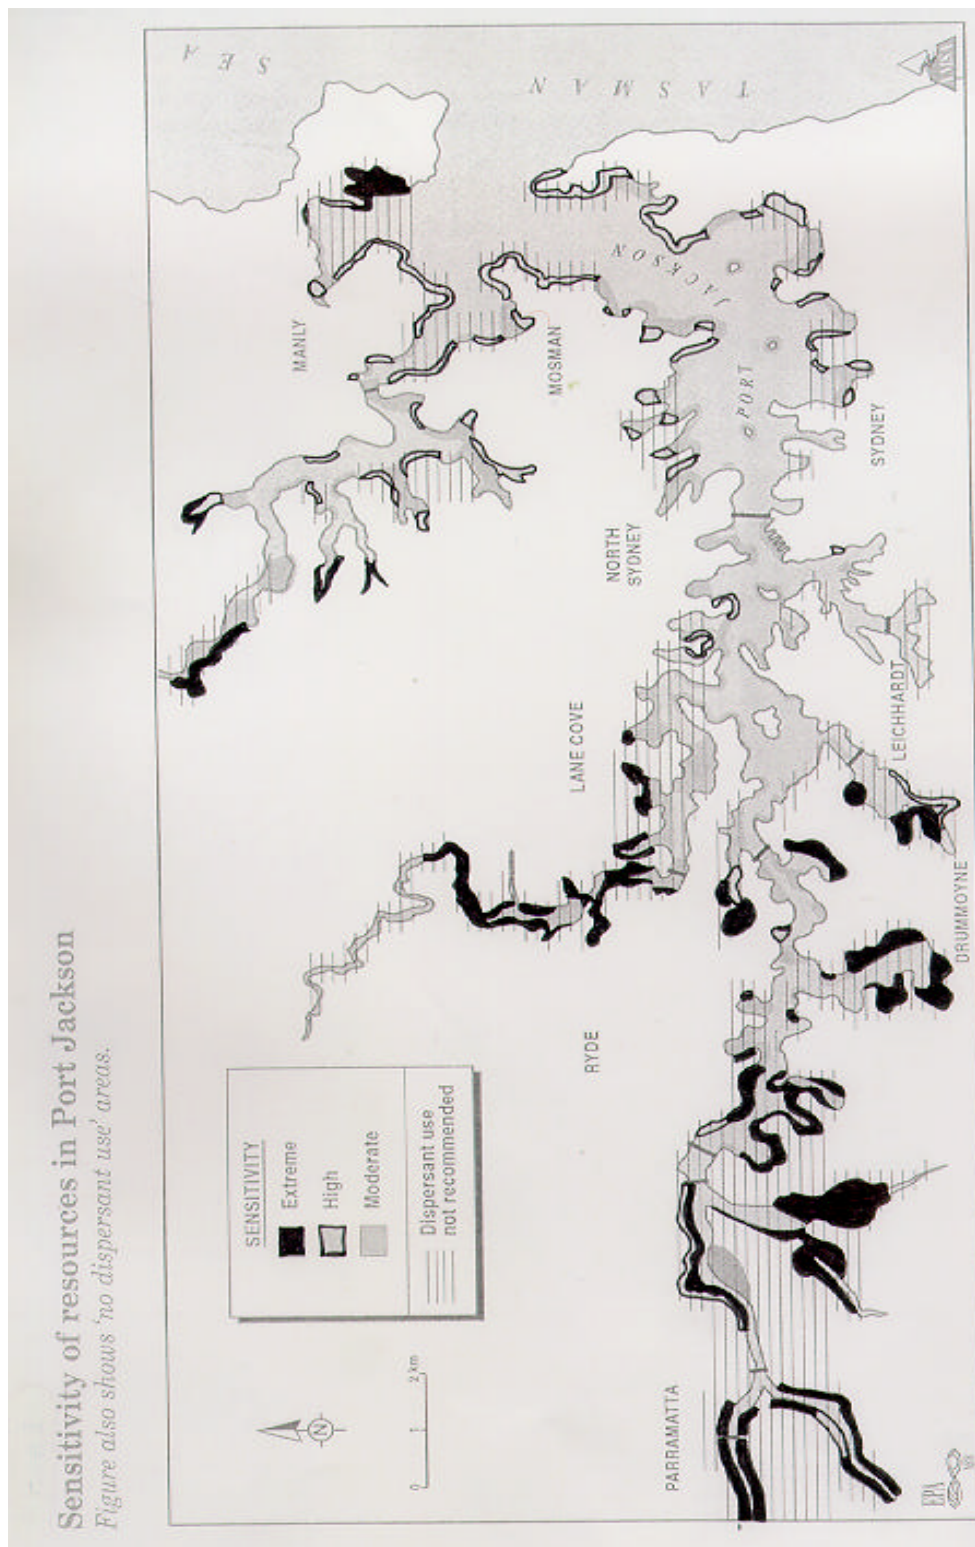 Sensitivity of resources in Port Jackson
Figure also shows 'no dispersant use' areas.
SENSITIVITY
Extreme
High
Moderate
Dispersant use
not recommended
N
0 1 2 km
PARRAMATTA
RYDE
LANE COVE
NORTH
SYDNEY
MOSMAN
MANLY
DRUMMOYNE
LEICHHARDT
SYDNEY
PORT
JACKSON
TASMAN
SEA
EPA